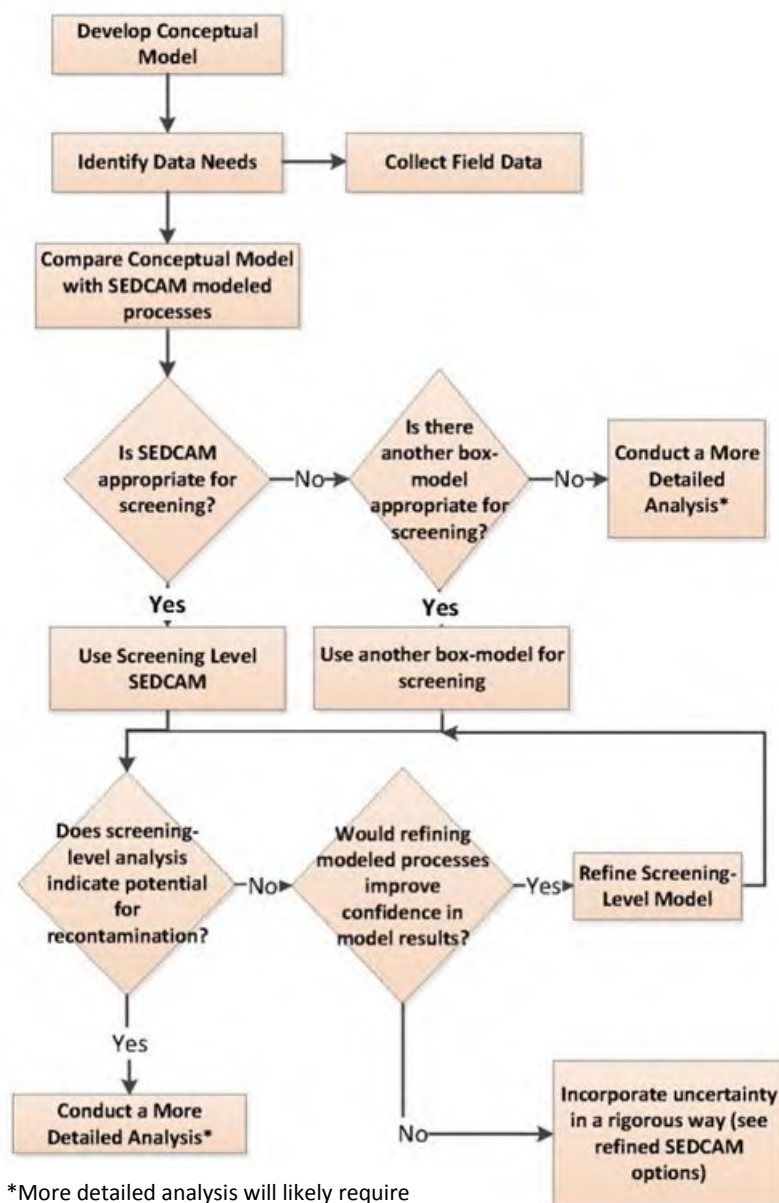 Develop Conceptual
Model
Identify Data Needs
Collect Field Data
Compare Conceptual Model
with SEDCAM modeled
processes
Is SEDCAM
appropriate for
screening?
No
Is there
another box-
model
appropriate for
screening?
No
Conduct a More
Detailed
Analysis*
Yes
Yes
Use Screening Level
SEDCAM
Use another box-model for
screening
Does screening-
level analysis
indicate potential
for
recontamination?
No
Would refining
modeled processes
improve
confidence in
model results?
Yes
Refine Screening-
Level Model
Yes
Conduct a More
Detailed Analysis*
No
Incorporate uncertainty
in a rigorous way (see
refined SEDCAM
options)
*More detailed analysis will likely require